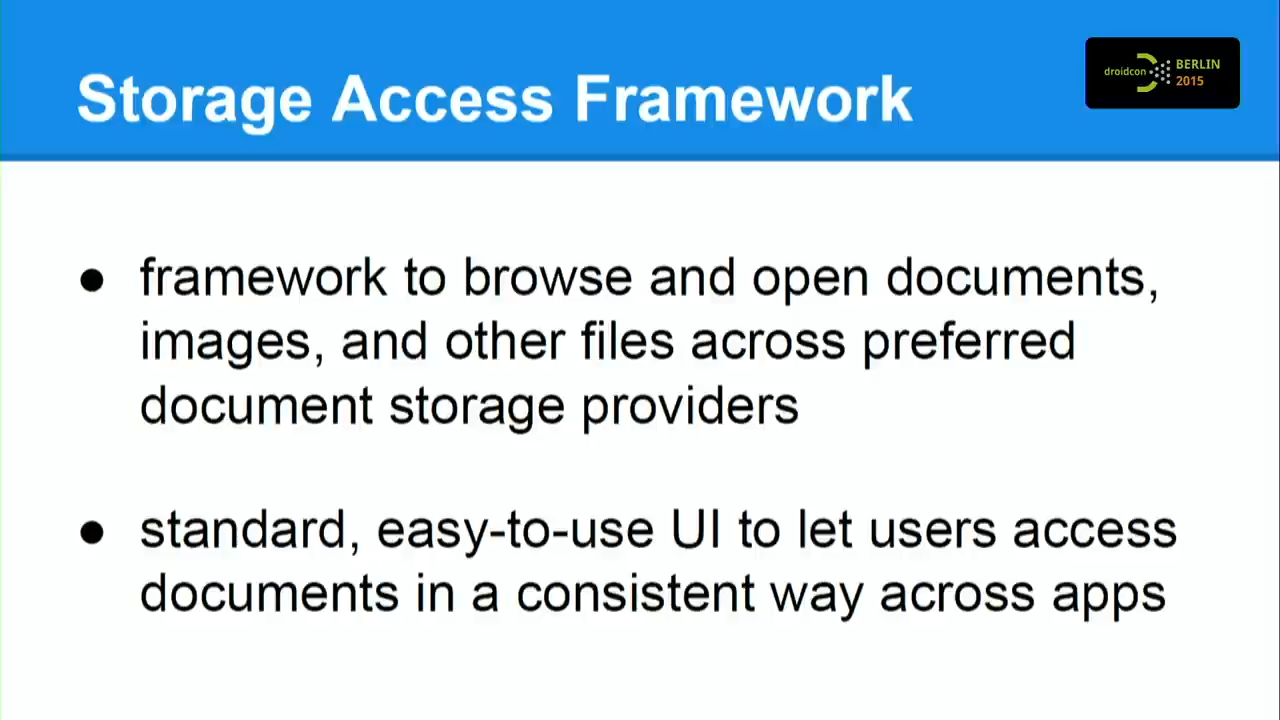 Storage Access Framework
droidcon
BERLIN
2015
● framework to browse and open documents,
images, and other files across preferred
document storage providers
● standard, easy-to-use UI to let users access
documents in a consistent way across apps